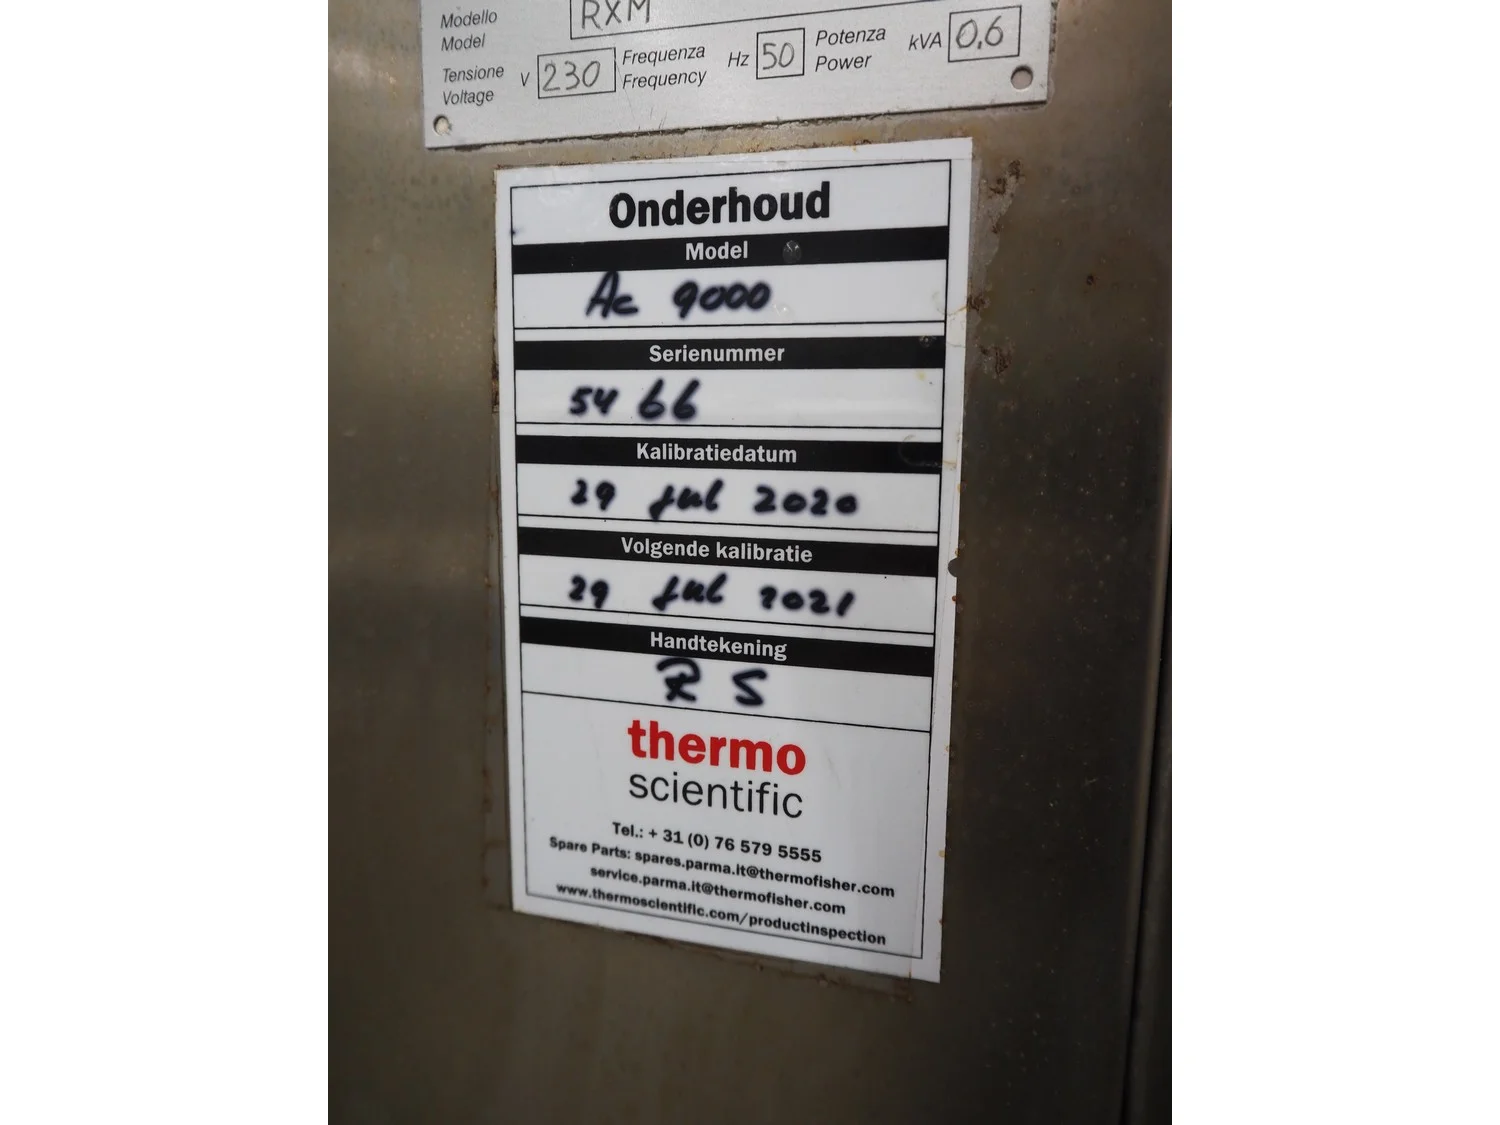 Modello
Model
RXM
Tensione
Voltage
V 230
Frequenza
Frequency
Hz 50
Potenza
Power
kVA 0,6
Onderhoud
Model
Ac 9000
Serienummer
54 66
Kalibratiedatum
29 Jul 2020
Volgende kalibratie
29 Jul 2021
Handtekening
R S
thermo
scientific
Tel.: + 31 (0) 76 579 5555
Spare Parts: spares.parma.it@thermofisher.com
service.parma.it@thermofisher.com
www.thermoscientific.com/productinspection